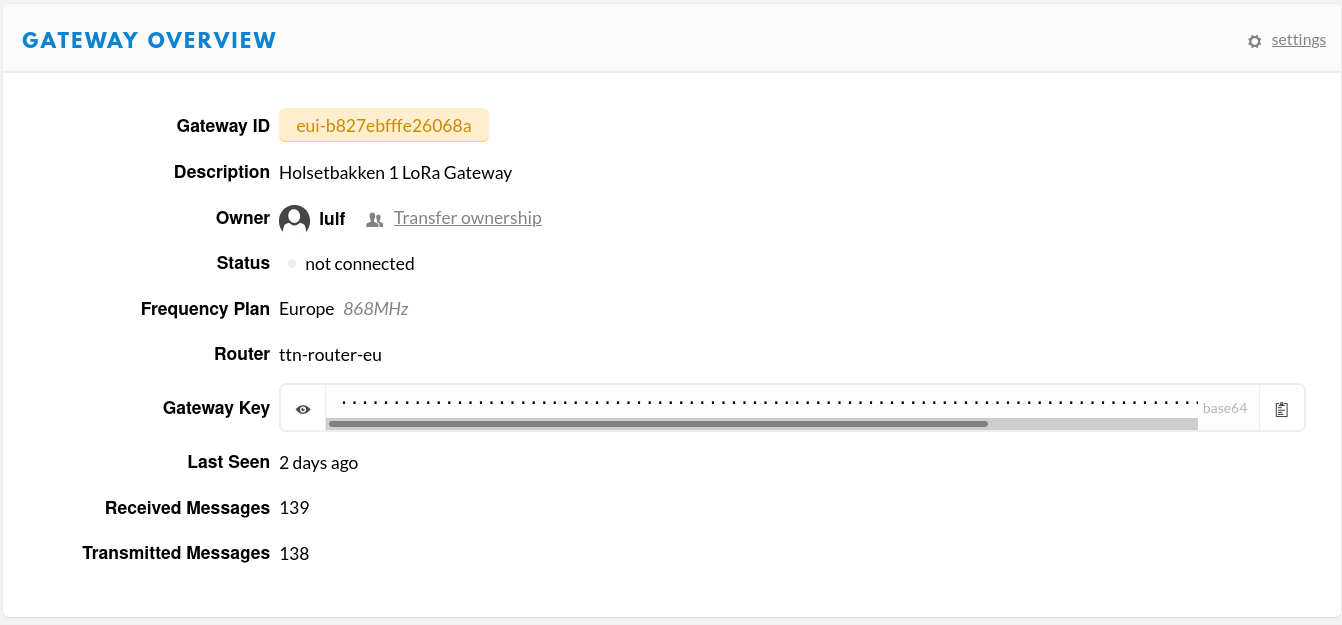 GATEWAY OVERVIEW settings
Gateway ID eui-b827ebfffe26068a
Description Holsetbakken 1 LoRa Gateway
Owner lulf Transfer ownership
Status not connected
Frequency Plan Europe 868MHz
Router ttn-router-eu
Gateway Key base64
Last Seen 2 days ago
Received Messages 139
Transmitted Messages 138